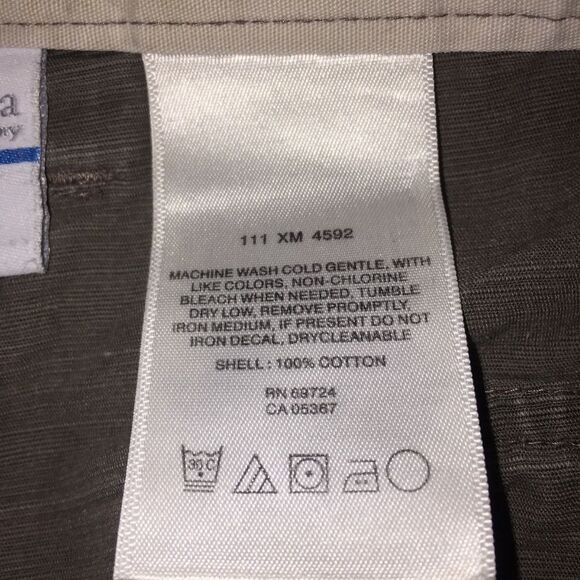 a
111 XM 4592
MACHINE WASH COLD GENTLE, WITH
LIKE COLORS, NON-CHLORINE
BLEACH WHEN NEEDED, TUMBLE
DRY LOW, REMOVE PROMPTLY,
IRON MEDIUM, IF PRESENT DO NOT
IRON DECAL, DRYCLEANABLE
SHELL : 100% COTTON
RN 69724
CA 05367
30 C